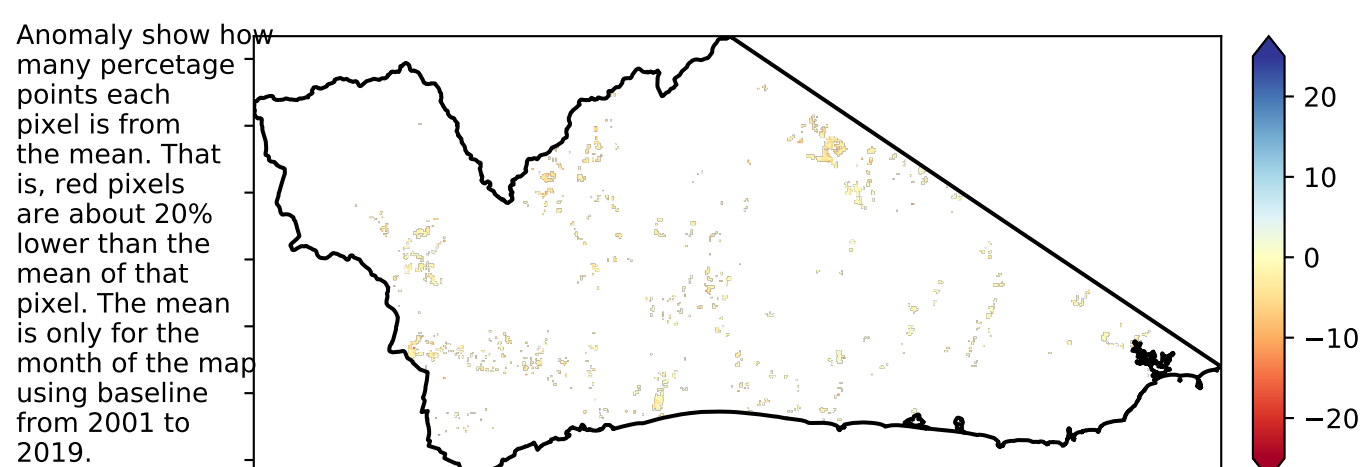 Anomaly show how
many percetage
points each
pixel is from
the mean. That
is, red pixels
are about 20%
lower than the
mean of that
pixel. The mean
is only for the
month of the map
using baseline
from 2001 to
2019.
20
10
0
−10
−20